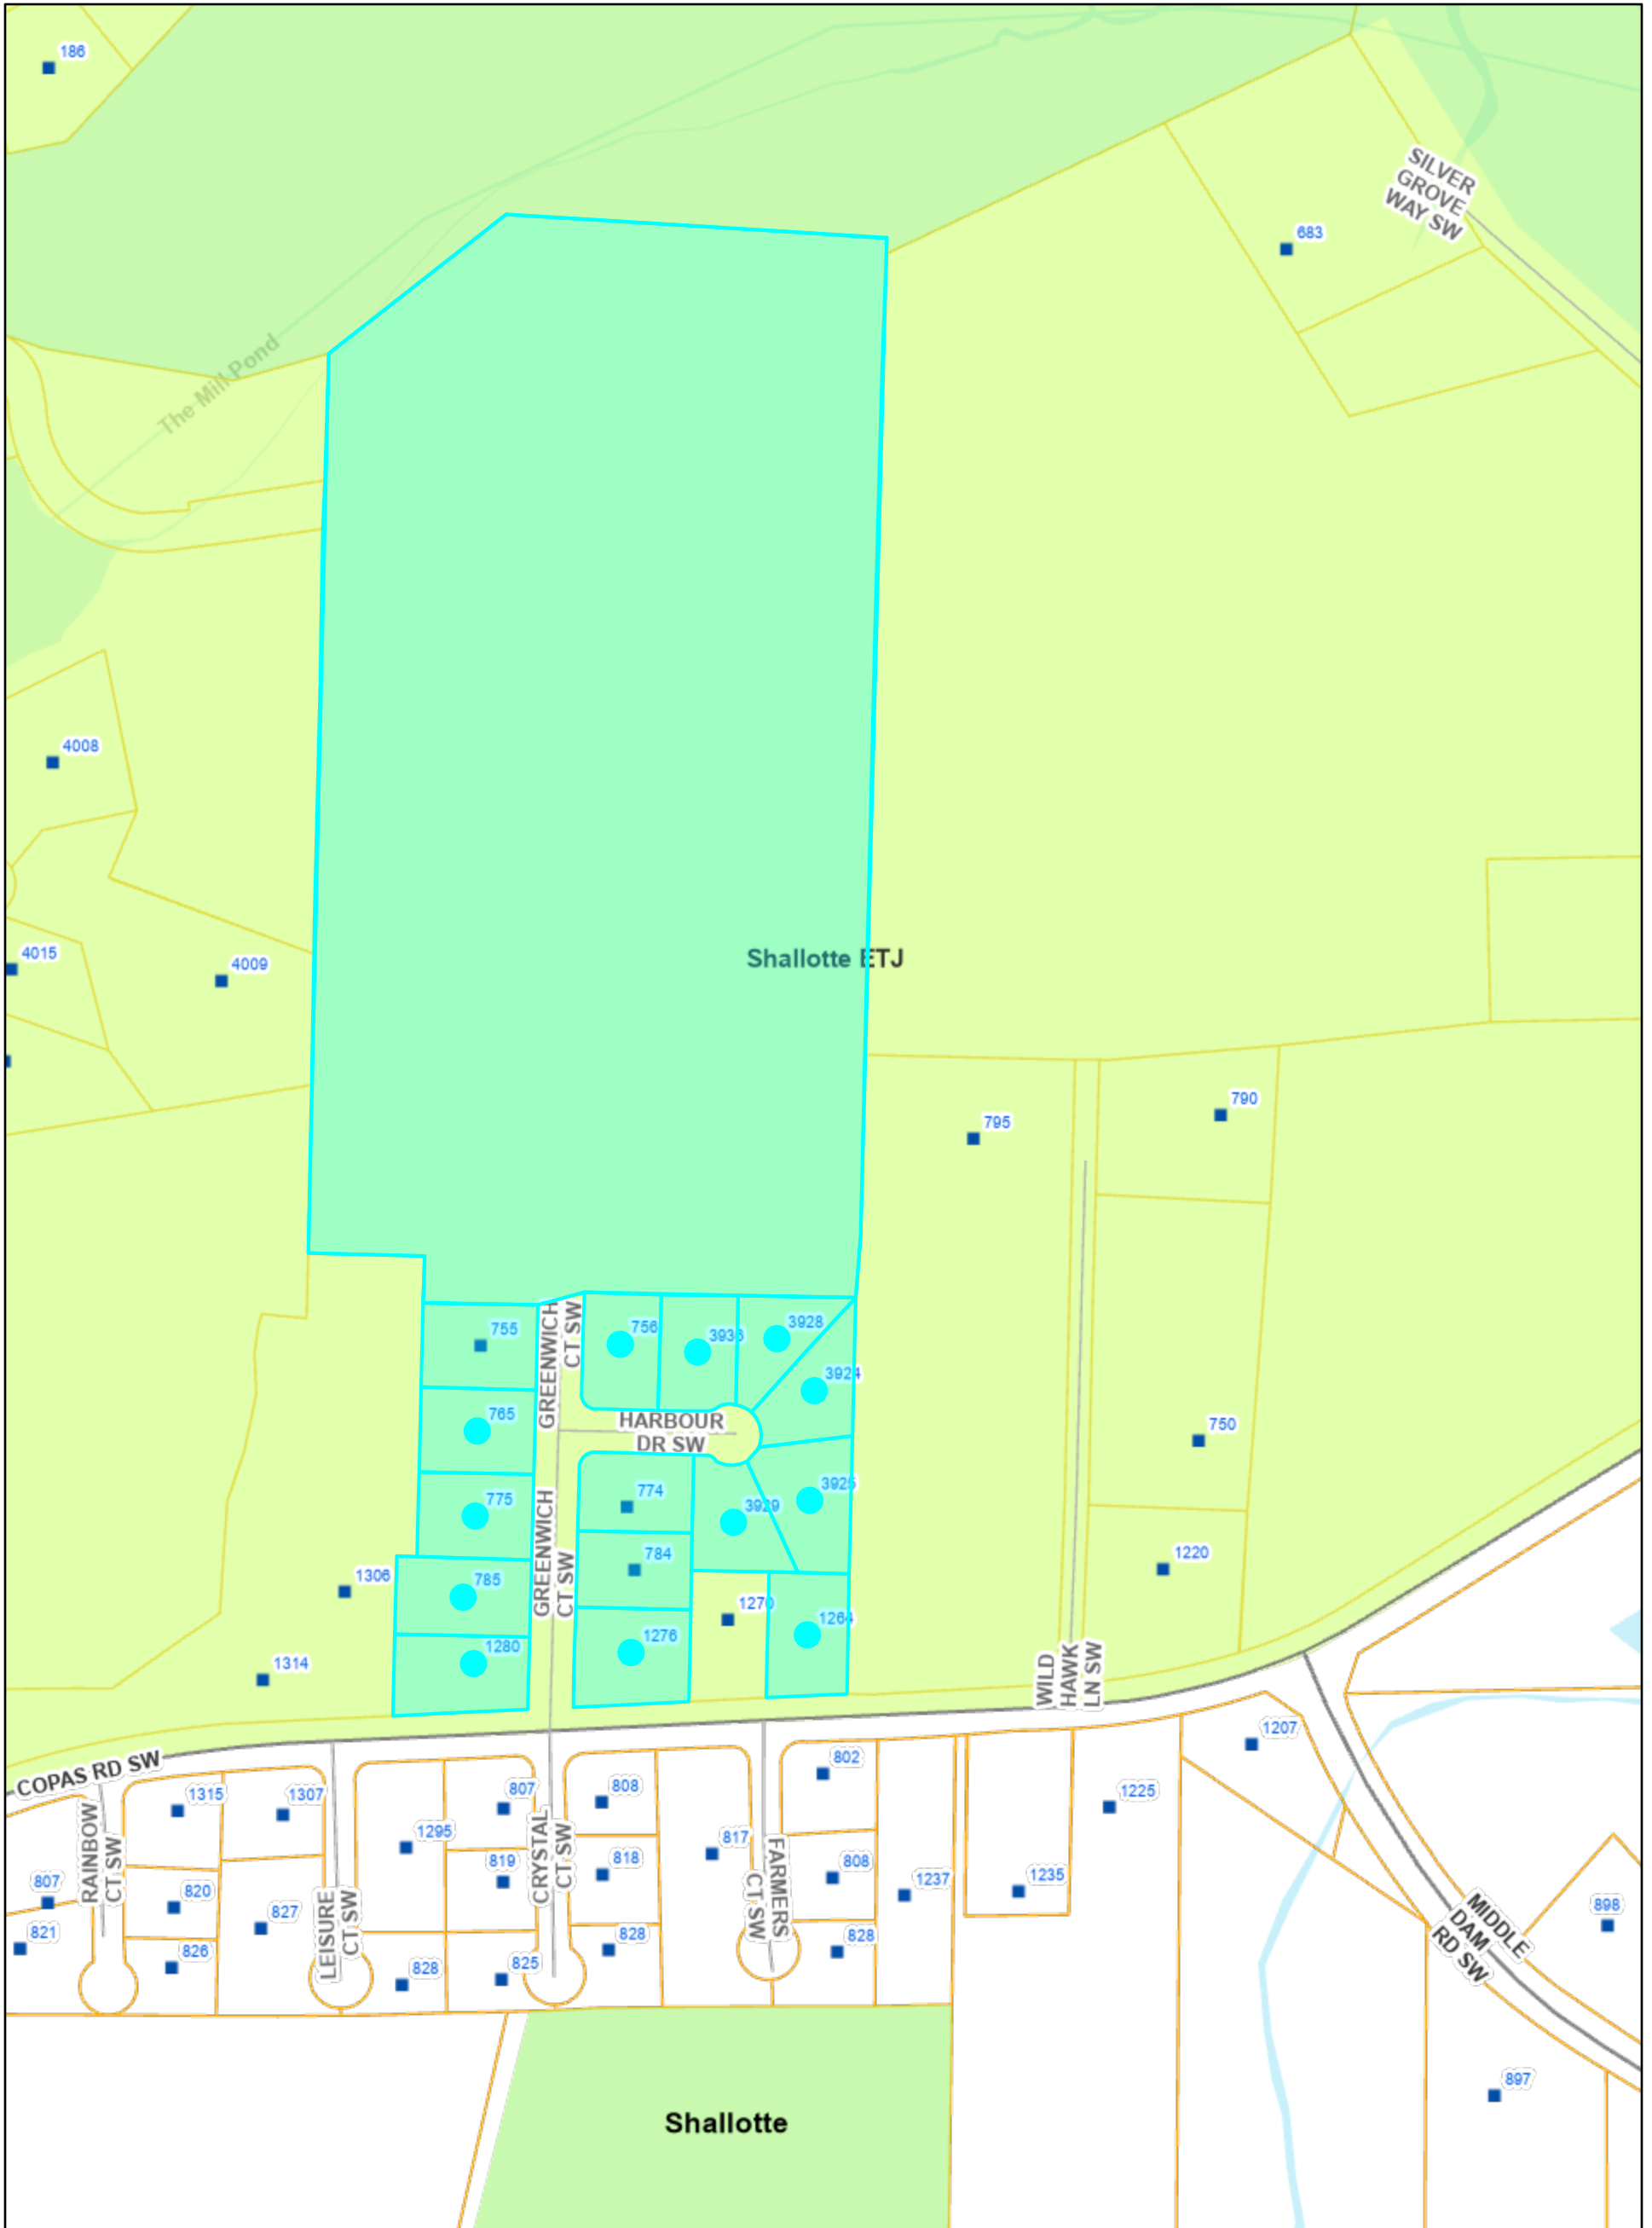 186
SILVER
GROVE
WAY SW
683
The Mill Pond
4008
4015
4009
Shallotte ETJ
795
790
755
GREENWICH
CT SW
756
3936
3928
3924
765
HARBOUR
DR SW
750
775
GREENWICH
CT SW
774
3929
3925
784
1220
1306
785
1270
1264
1276
1280
1314
WILD
HAWK
LN SW
COPAS RD SW
1207
1315
1307
807
808
802
1225
RAINBOW
CT SW
1295
CRYSTAL
CT SW
817
FARMERS
CT SW
807
820
819
818
808
1237
1235
821
827
LEISURE
CT SW
826
828
825
828
828
MIDDLE
DAM
RD SW
898
897
Shallotte